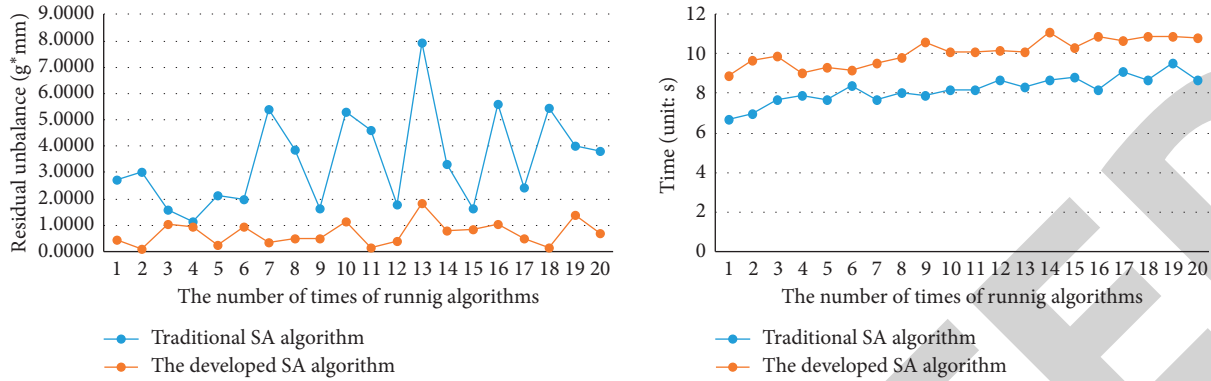 9.0000
8.0000
7.0000
6.0000
5.0000
4.0000
3.0000
2.0000
1.0000
0.0000
Residual unbalance (g*mm)
1 2 3 4 5 6 7 8 9 10 11 12 13 14 15 16 17 18 19 20
The number of times of runnig algorithms
Traditional SA algorithm
The developed SA algorithm
12
10
8
6
4
2
0
Time (unit: s)
1 2 3 4 5 6 7 8 9 10 11 12 13 14 15 16 17 18 19 20
The number of times of runnig algorithms
Traditional SA algorithm
The developed SA algorithm